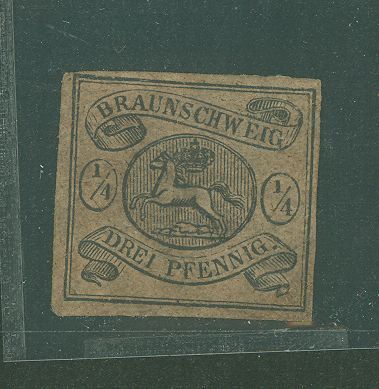 BRAUNSCHWEIG
1/4 1/4
DREI PFENNIG.